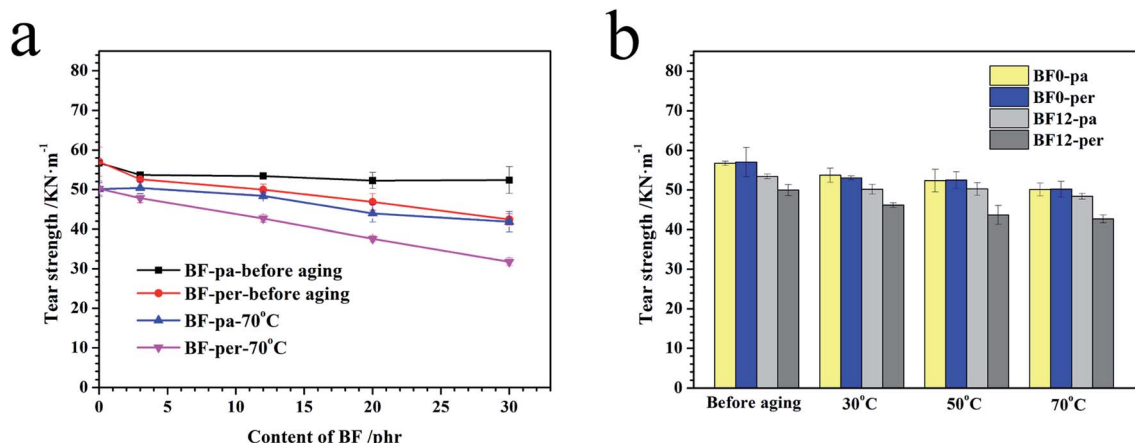 a
Tear strength /KN·m⁻¹
80
70
60
50
40
30
20
10
0
BF-pa-before aging
BF-per-before aging
BF-pa-70°C
BF-per-70°C
0 5 10 15 20 25 30
Content of BF /phr
b
Tear strength /KN·m⁻¹
80
70
60
50
40
30
20
10
0
BF0-pa
BF0-per
BF12-pa
BF12-per
Before aging 30°C 50°C 70°C